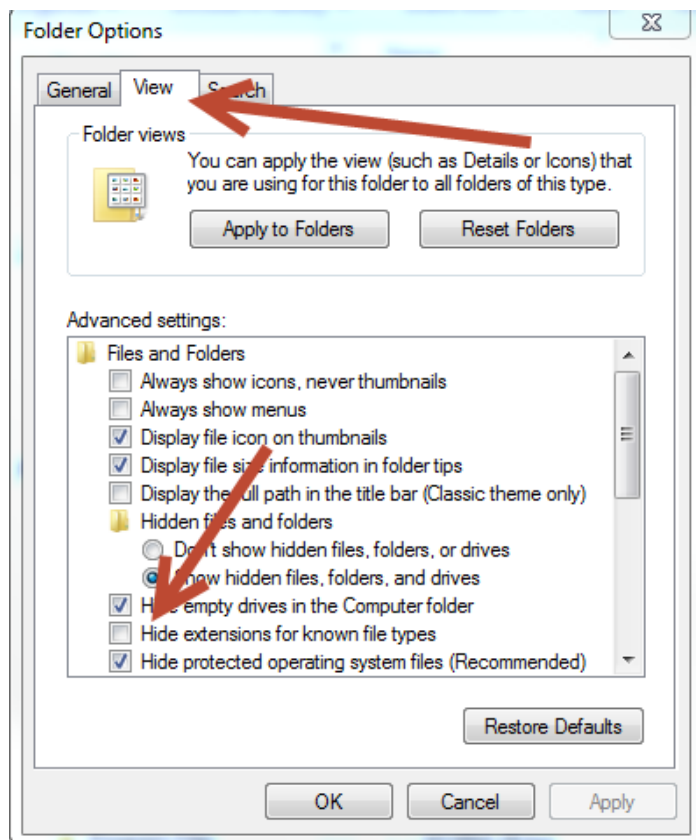 Folder Options
General View Search
Folder views
You can apply the view (such as Details or Icons) that
you are using for this folder to all folders of this type.
Apply to Folders Reset Folders
Advanced settings:
Files and Folders
Always show icons, never thumbnails
Always show menus
Display file icon on thumbnails
Display file size information in folder tips
Display the full path in the title bar (Classic theme only)
Hidden files and folders
Don't show hidden files, folders, or drives
Show hidden files, folders, and drives
Hide empty drives in the Computer folder
Hide extensions for known file types
Hide protected operating system files (Recommended)
Restore Defaults
OK Cancel Apply